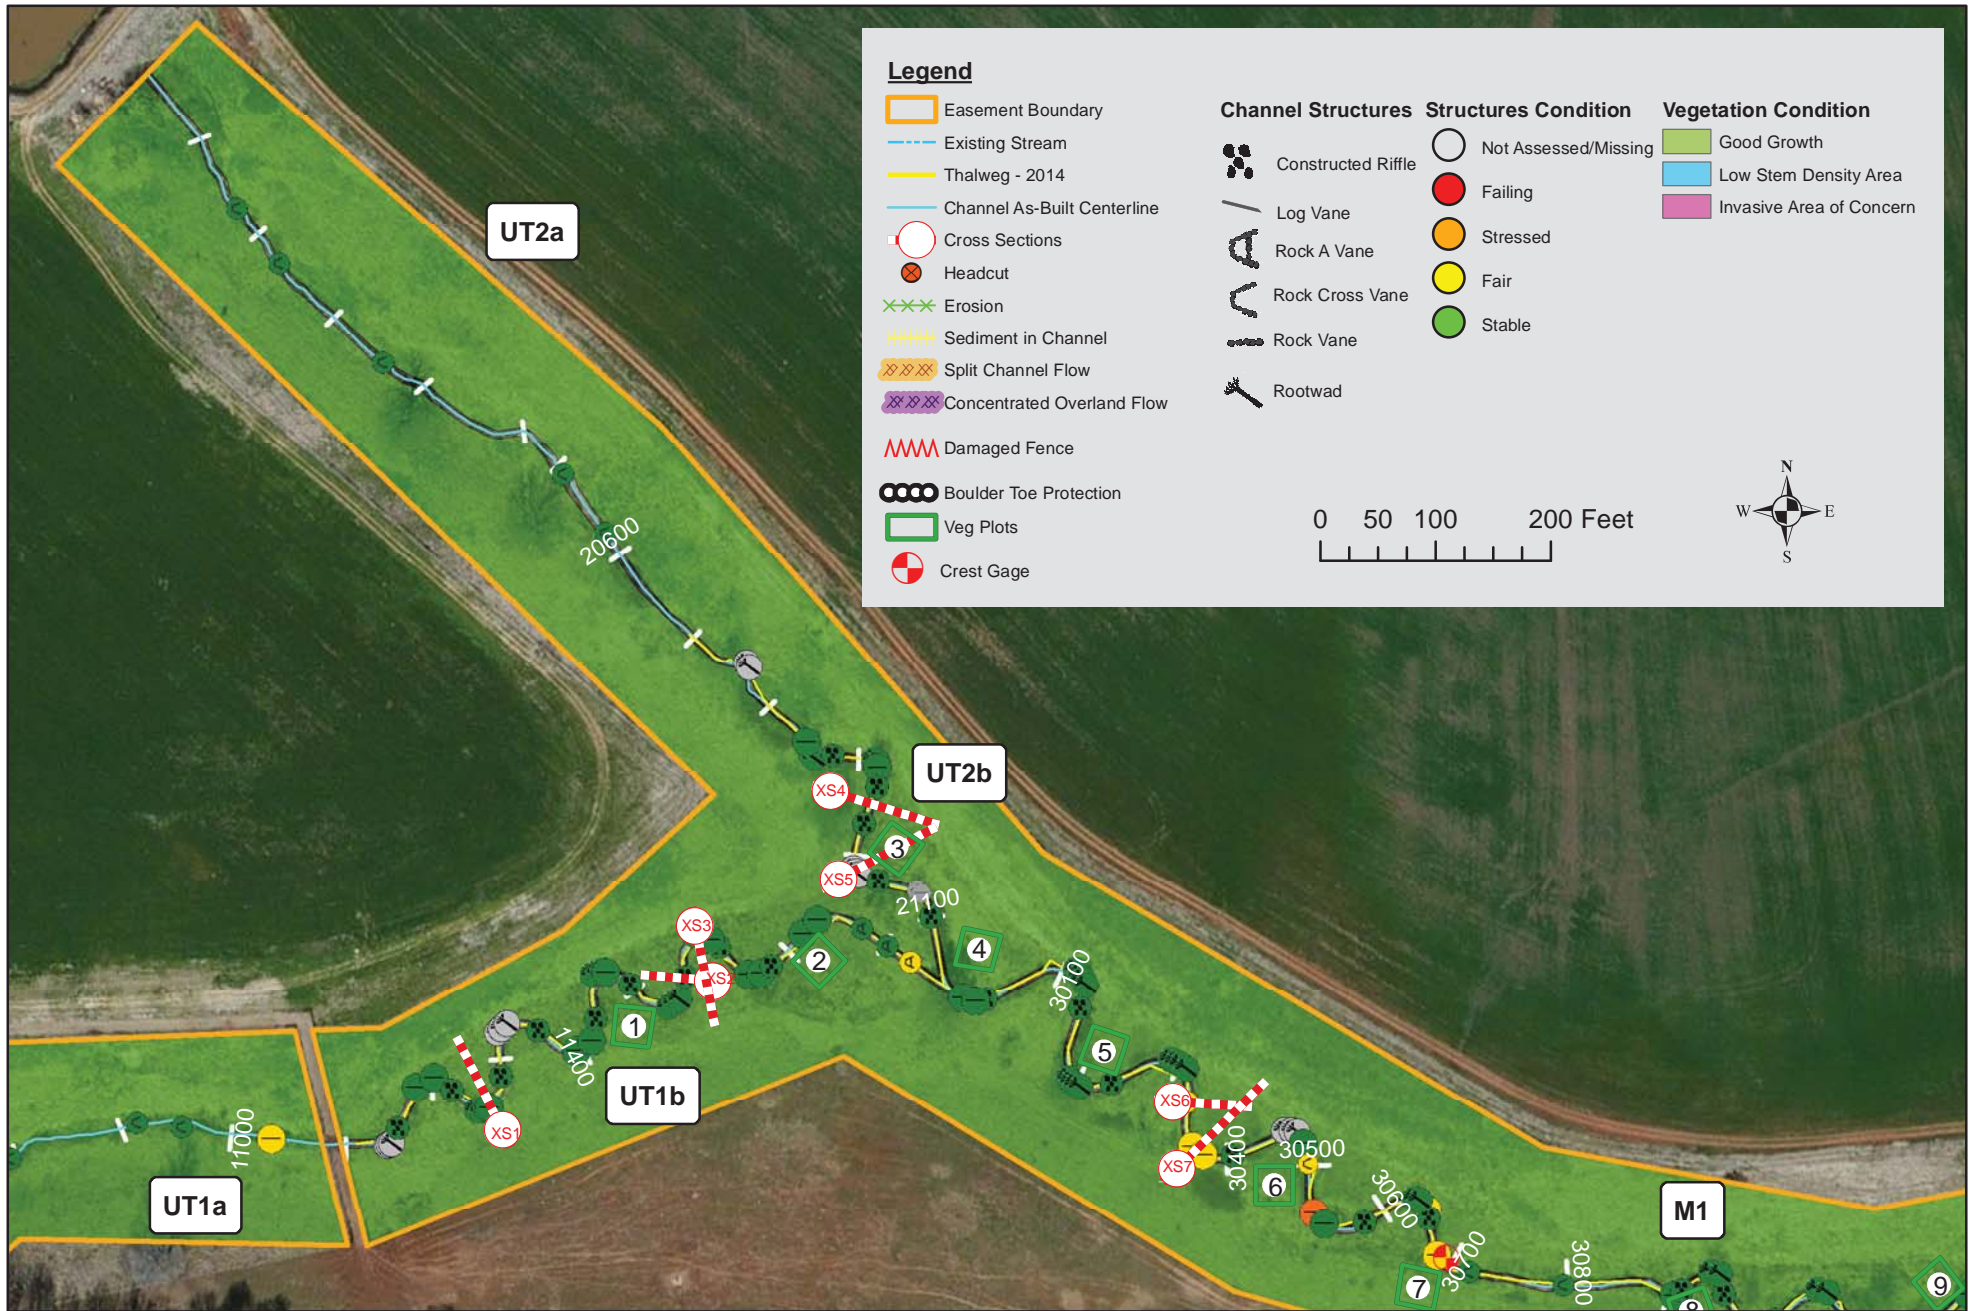 Legend
Easement Boundary
Existing Stream
Thalweg - 2014
Channel As-Built Centerline
Cross Sections
Headcut
Erosion
Sediment in Channel
Split Channel Flow
Concentrated Overland Flow
Damaged Fence
Boulder Toe Protection
Veg Plots
Crest Gage
Channel Structures
Constructed Riffle
Log Vane
Rock A Vane
Rock Cross Vane
Rock Vane
Rootwad
Structures Condition
Not Assessed/Missing
Failing
Stressed
Fair
Stable
Vegetation Condition
Good Growth
Low Stem Density Area
Invasive Area of Concern
0 50 100 200 Feet
N
W E
S
UT2a
20600
UT2b
XS4
3
XS5
21100
XS3
4
2
XS2
30100
1
11400
5
UT1b
XS6
XS1
11000
30400
30500
XS7
6
30600
UT1a
M1
30700
30800
7
9
8